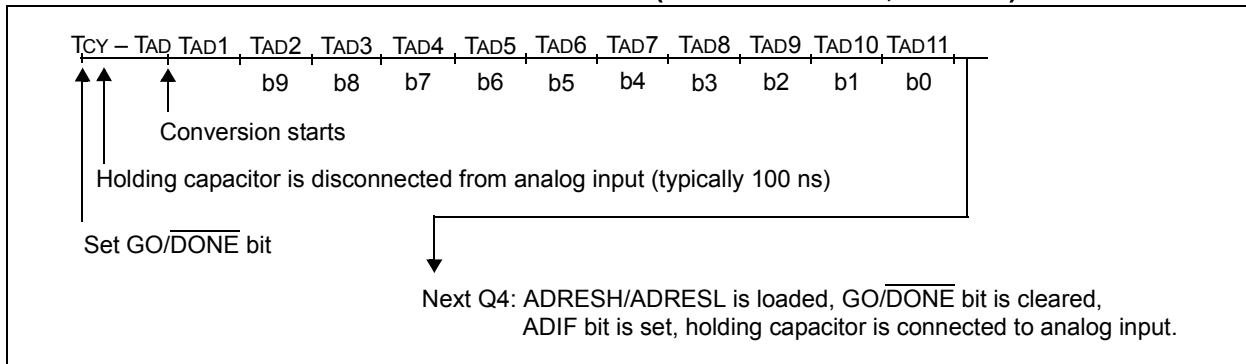 TCY – TAD TAD1 TAD2 TAD3 TAD4 TAD5 TAD6 TAD7 TAD8 TAD9 TAD10 TAD11
b9 b8 b7 b6 b5 b4 b3 b2 b1 b0
Conversion starts
Holding capacitor is disconnected from analog input (typically 100 ns)
Set GO/DONE bit
Next Q4: ADRESH/ADRESL is loaded, GO/DONE bit is cleared,
ADIF bit is set, holding capacitor is connected to analog input.